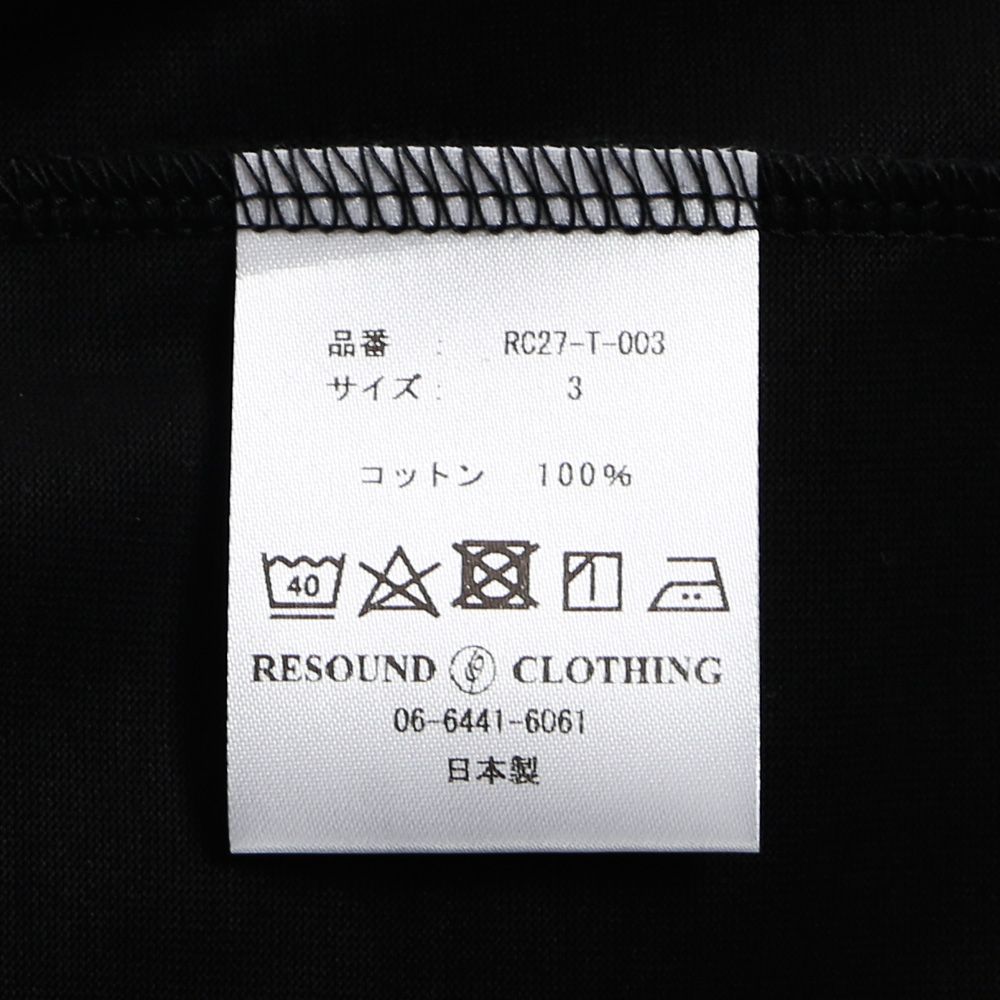 品番 : RC27-T-003
サイズ : 3
コットン 100%
40
RESOUND CLOTHING
06-6441-6061
日本製